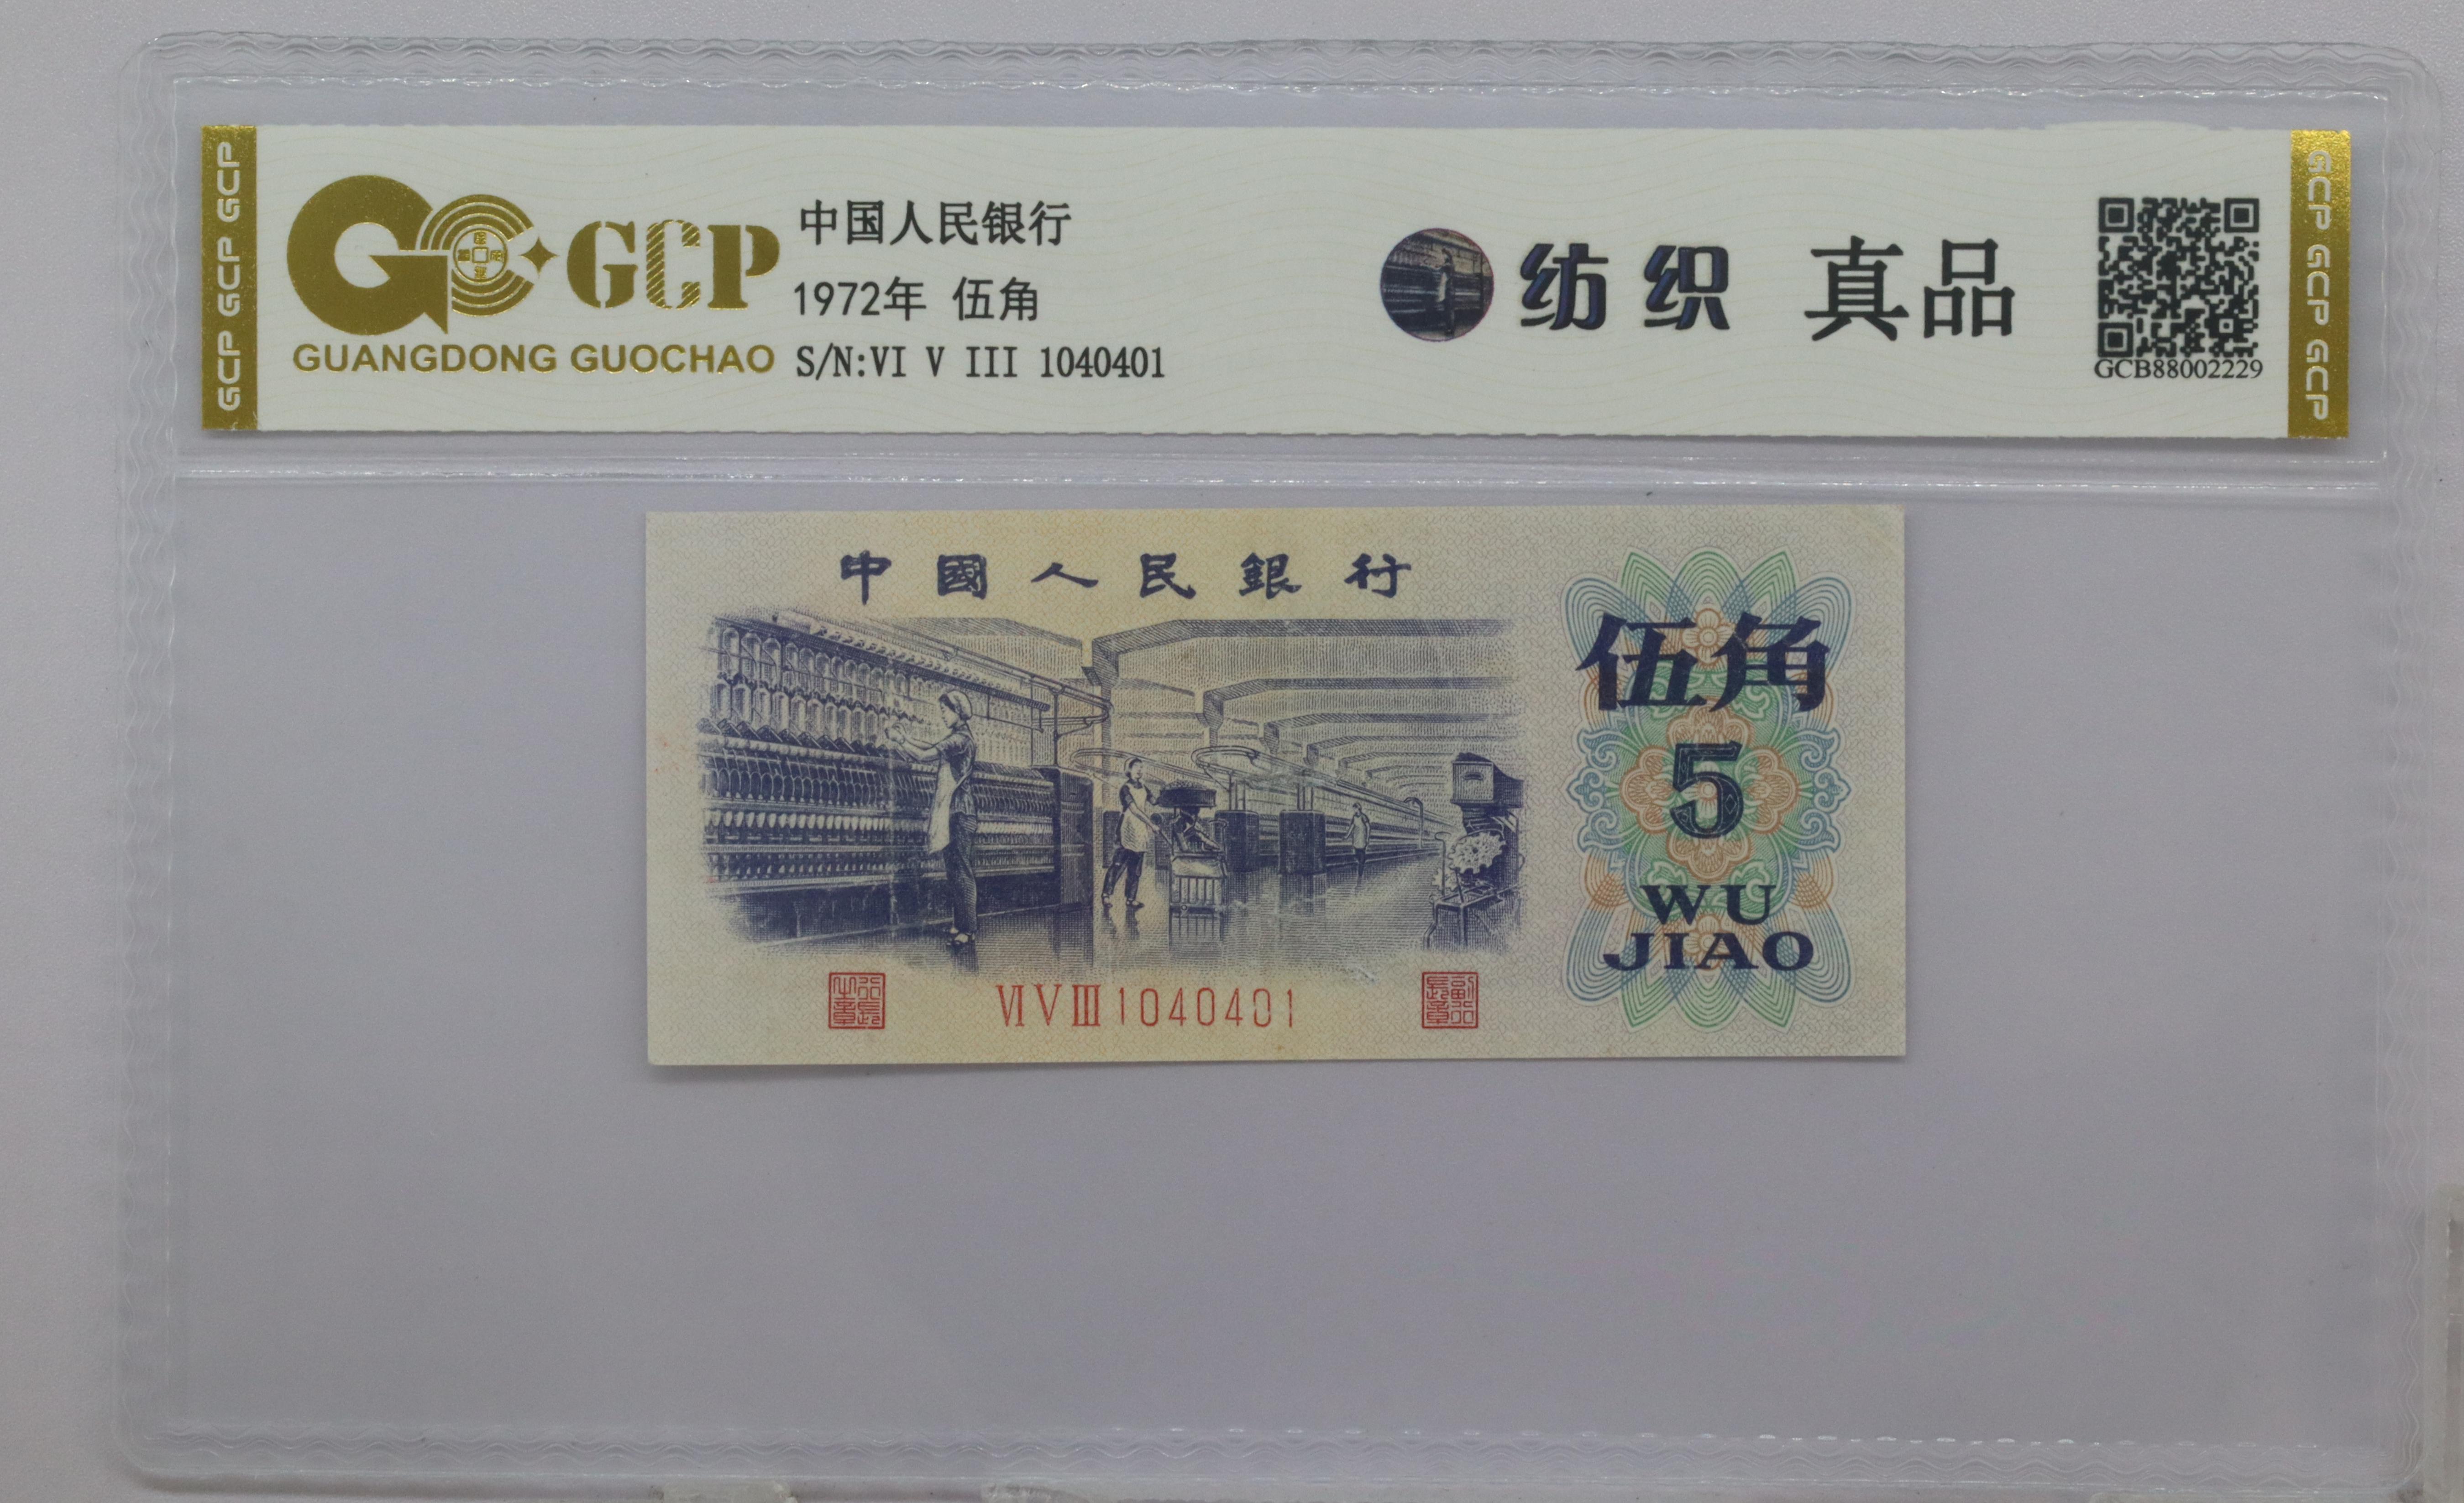 GCP GCP GCP
GCP
GUANGDONG GUOCHAO
中国人民银行
1972年 伍角
S/N:VI V III 1040401
纺织 真品
GCB88002229
GCP GCP GCP
中國人民銀行
伍角
5
WU
JIAO
VI V III 1040401